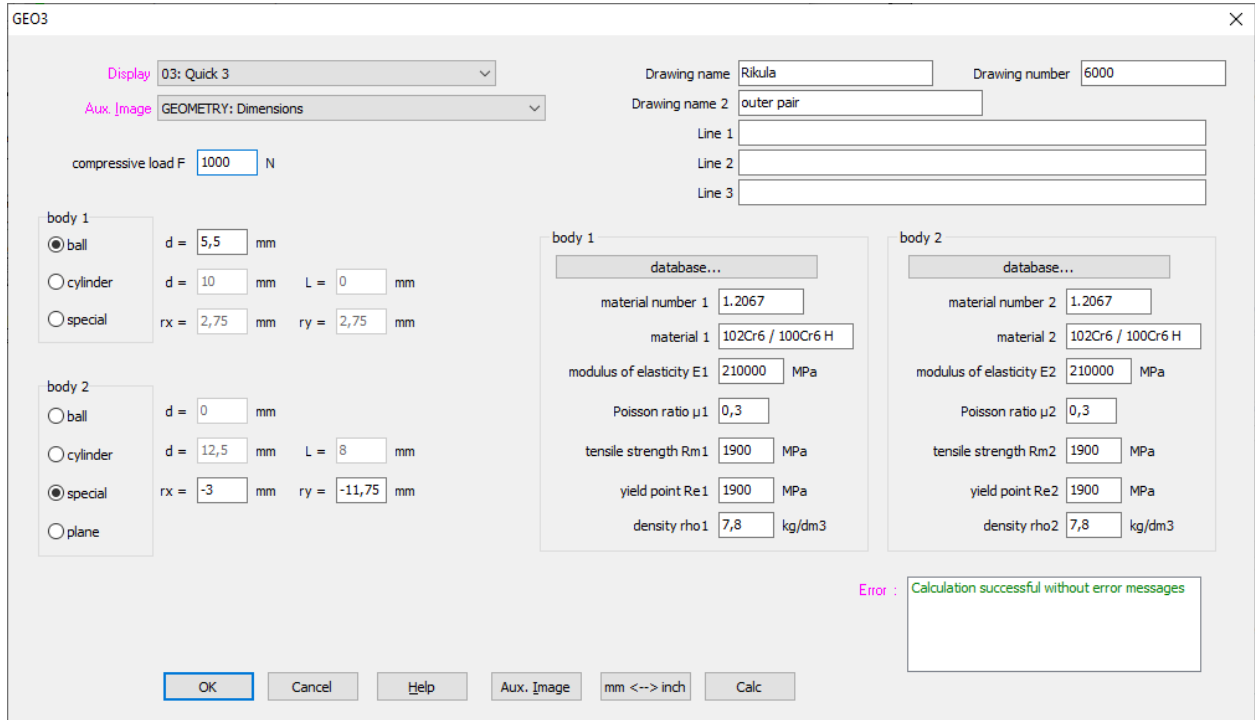 GEO3
Display 03: Quick 3
Aux. Image GEOMETRY: Dimensions
compressive load F 1000 N
Drawing name Rikula Drawing number 6000
Drawing name 2 outer pair
Line 1
Line 2
Line 3
body 1
ball d = 5,5 mm
cylinder d = 10 mm L = 0 mm
special rx = 2,75 mm ry = 2,75 mm
body 2
ball d = 0 mm
cylinder d = 12,5 mm L = 8 mm
special rx = -3 mm ry = -11,75 mm
plane
body 1
database...
material number 1 1.2067
material 1 102Cr6 / 100Cr6 H
modulus of elasticity E1 210000 MPa
Poisson ratio µ1 0,3
tensile strength Rm1 1900 MPa
yield point Re1 1900 MPa
density rho1 7,8 kg/dm3
body 2
database...
material number 2 1.2067
material 2 102Cr6 / 100Cr6 H
modulus of elasticity E2 210000 MPa
Poisson ratio µ2 0,3
tensile strength Rm2 1900 MPa
yield point Re2 1900 MPa
density rho2 7,8 kg/dm3
Error : Calculation successful without error messages
OK Cancel Help Aux. Image mm <--> inch Calc